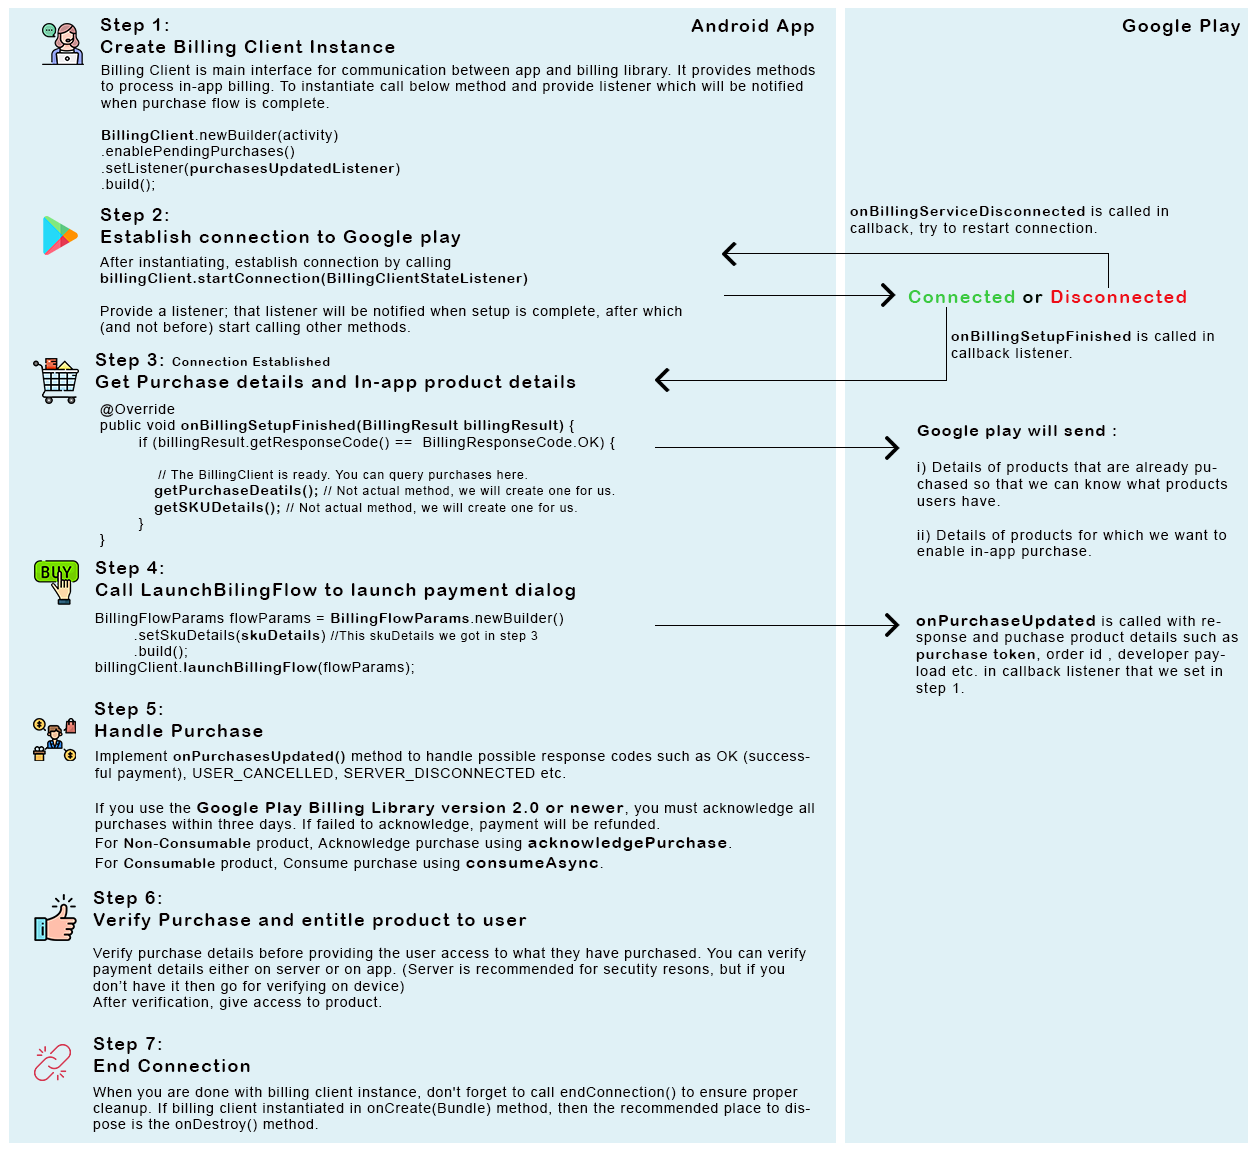 Step 1:
Create Billing Client Instance
Android App
Google Play
Billing Client is main interface for communication between app and billing library. It provides methods
to process in-app billing. To instantiate call below method and provide listener which will be notified
when purchase flow is complete.
BillingClient.newBuilder(activity)
.enablePendingPurchases()
.setListener(purchasesUpdatedListener)
.build();
Step 2:
Establish connection to Google play
After instantiating, establish connection by calling
billingClient.startConnection(BillingClientStateListener)
Provide a listener; that listener will be notified when setup is complete, after which
(and not before) start calling other methods.
onBillingServiceDisconnected is called in
callback, try to restart connection.
Connected or Disconnected
onBillingSetupFinished is called in
callback listener.
Step 3: Connection Established
Get Purchase details and In-app product details
@Override
public void onBillingSetupFinished(BillingResult billingResult) {
if (billingResult.getResponseCode() == BillingResponseCode.OK) {
// The BillingClient is ready. You can query purchases here.
getPurchaseDeatils(); // Not actual method, we will create one for us.
getSKUDetails(); // Not actual method, we will create one for us.
}
}
Google play will send :
i) Details of products that are already pu-
chased so that we can know what products
users have.
ii) Details of products for which we want to
enable in-app purchase.
BUY
Step 4:
Call LaunchBilingFlow to launch payment dialog
BillingFlowParams flowParams = BillingFlowParams.newBuilder()
.setSkuDetails(skuDetails) //This skuDetails we got in step 3
.build();
billingClient.launchBillingFlow(flowParams);
onPurchaseUpdated is called with re-
sponse and puchase product details such as
purchase token, order id , developer pay-
load etc. in callback listener that we set in
step 1.
Step 5:
Handle Purchase
Implement onPurchasesUpdated() method to handle possible response codes such as OK (success-
ful payment), USER_CANCELLED, SERVER_DISCONNECTED etc.
If you use the Google Play Billing Library version 2.0 or newer, you must acknowledge all
purchases within three days. If failed to acknowledge, payment will be refunded.
For Non-Consumable product, Acknowledge purchase using acknowledgePurchase.
For Consumable product, Consume purchase using consumeAsync.
Step 6:
Verify Purchase and entitle product to user
Verify purchase details before providing the user access to what they have purchased. You can verify
payment details either on server or on app. (Server is recommended for secutity resons, but if you
don't have it then go for verifying on device)
After verification, give access to product.
Step 7:
End Connection
When you are done with billing client instance, don't forget to call endConnection() to ensure proper
cleanup. If billing client instantiated in onCreate(Bundle) method, then the recommended place to dis-
pose is the onDestroy() method.